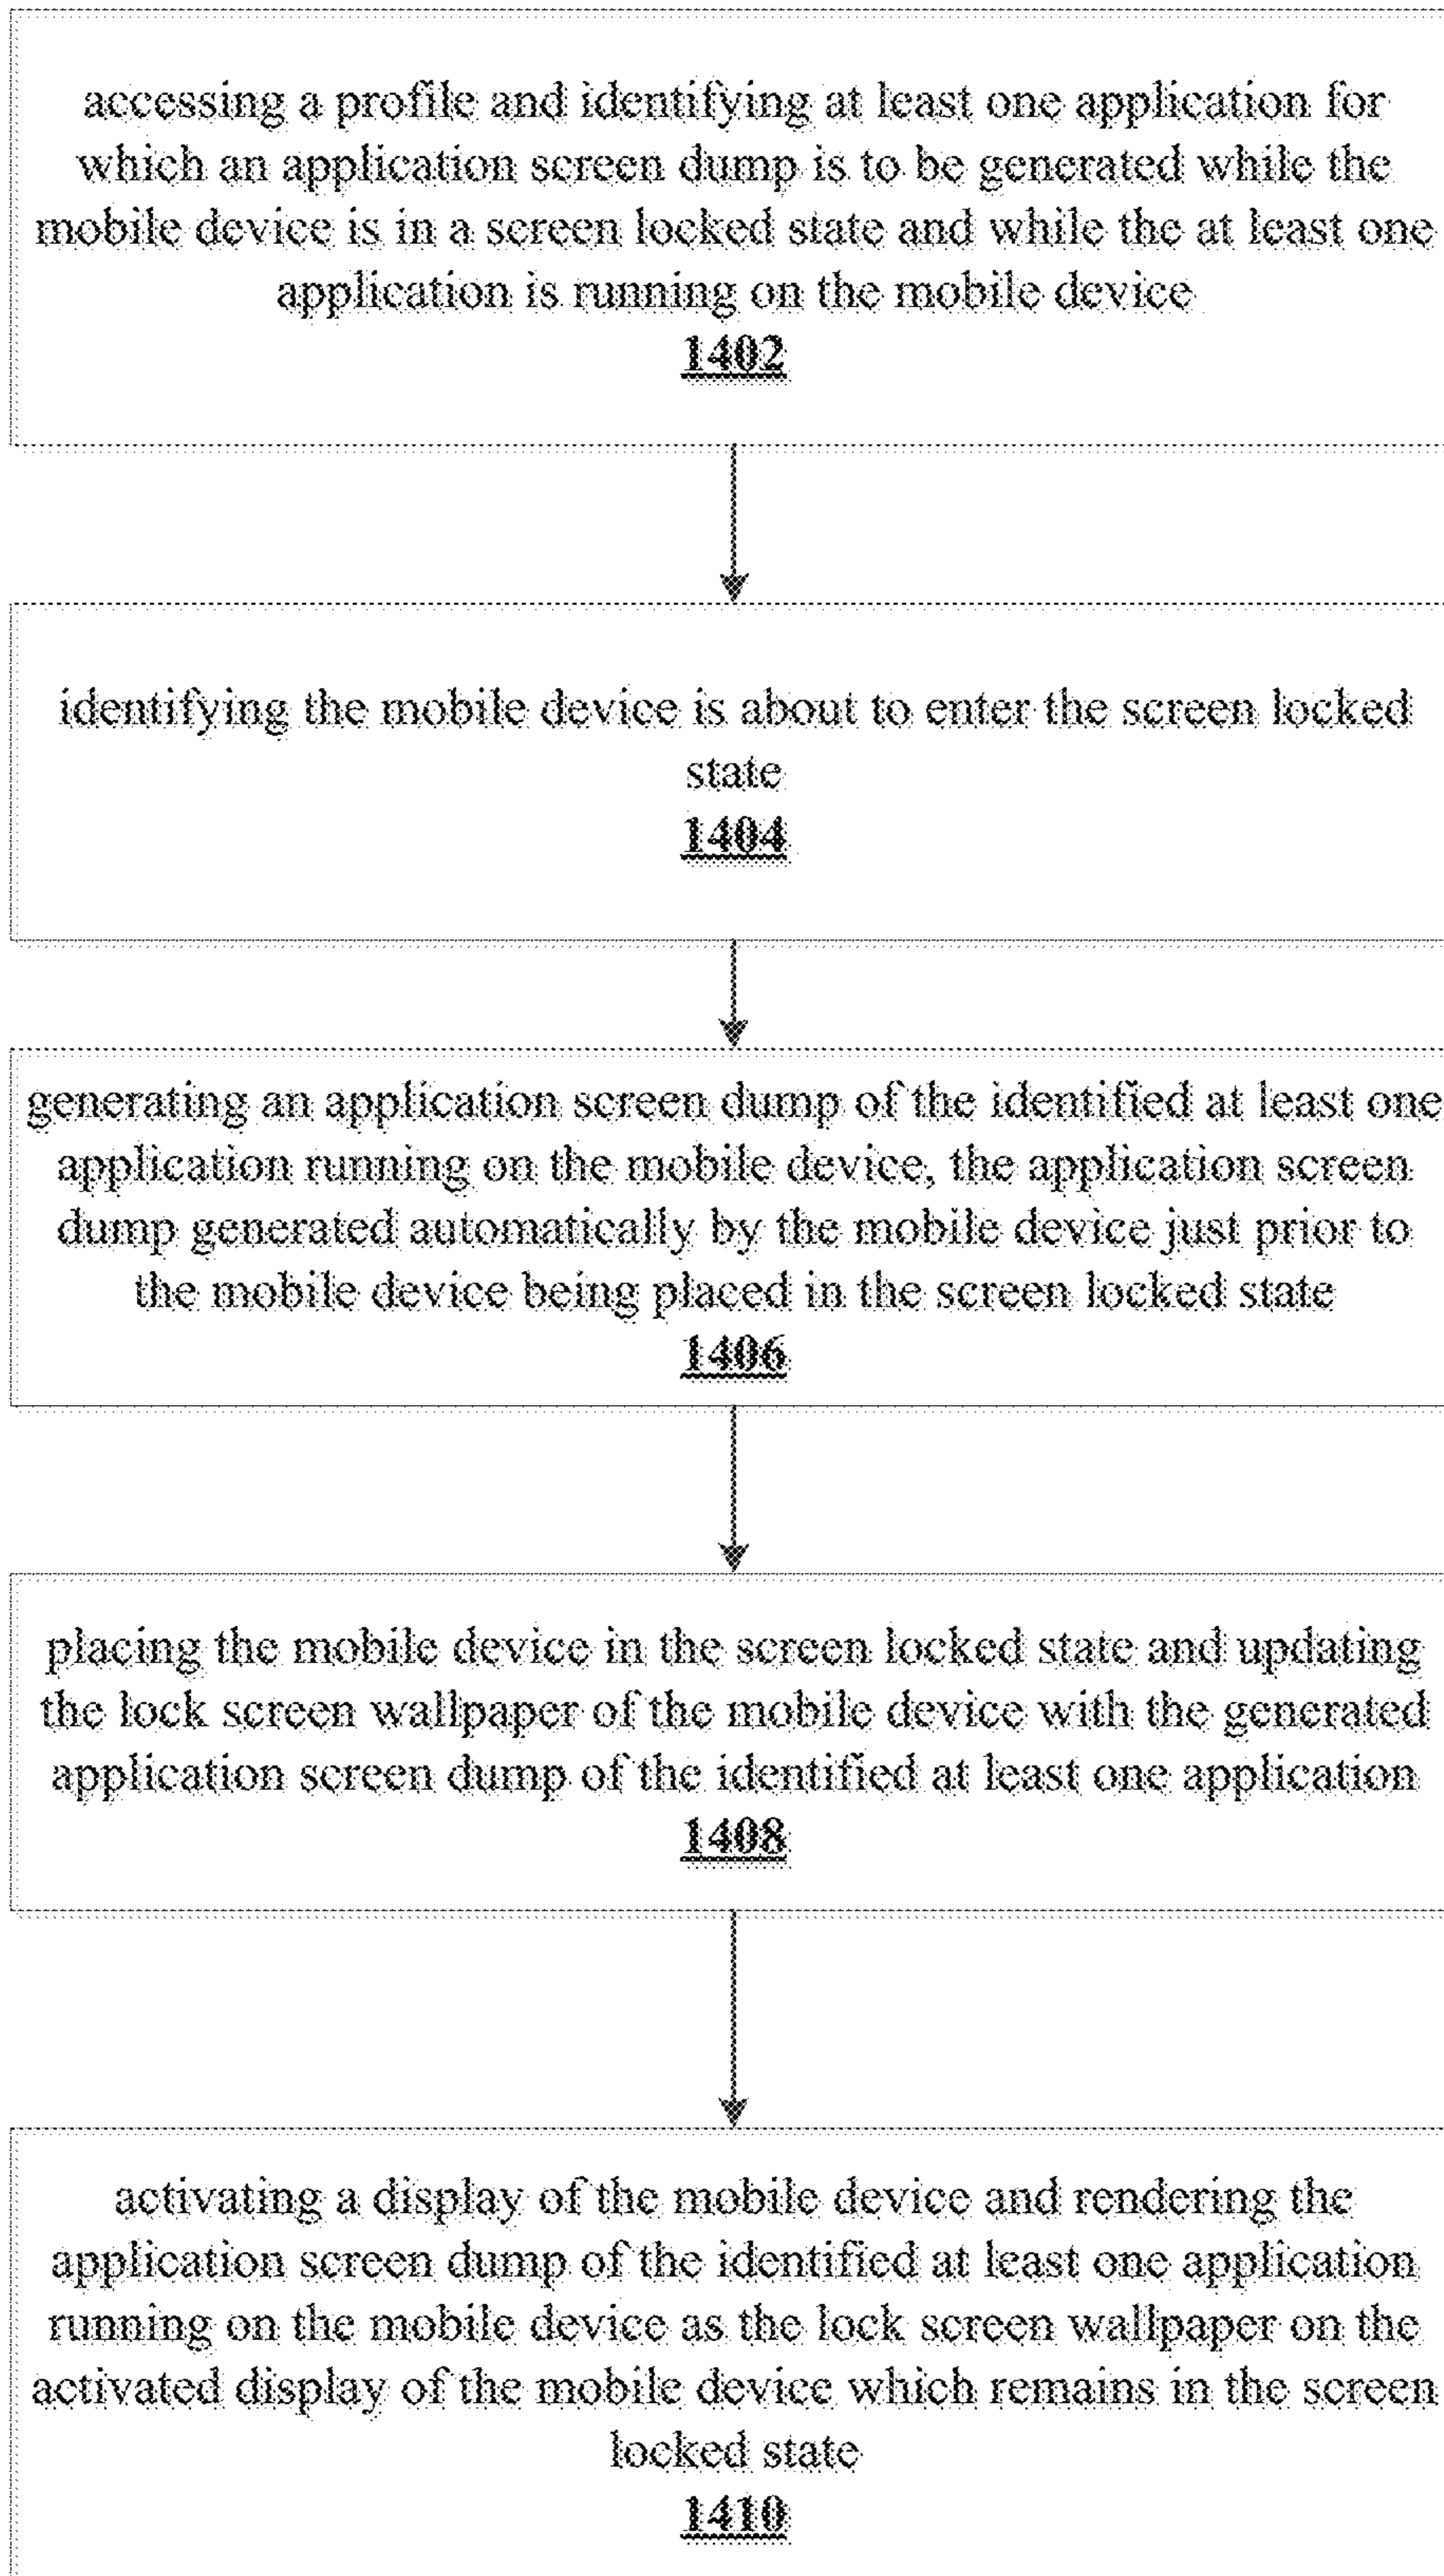 accessing a profile and identifying at least one application for
which an application screen dump is to be generated while the
mobile device is in a screen locked state and while the at least one
application is running on the mobile device
1402
identifying the mobile device is about to enter the screen locked
state
1404
generating an application screen dump of the identified at least one
application running on the mobile device, the application screen
dump generated automatically by the mobile device just prior to
the mobile device being placed in the screen locked state
1406
placing the mobile device in the screen locked state and updating
the lock screen wallpaper of the mobile device with the generated
application screen dump of the identified at least one application
1408
activating a display of the mobile device and rendering the
application screen dump of the identified at least one application
running on the mobile device as the lock screen wallpaper on the
activated display of the mobile device which remains in the screen
locked state
1410